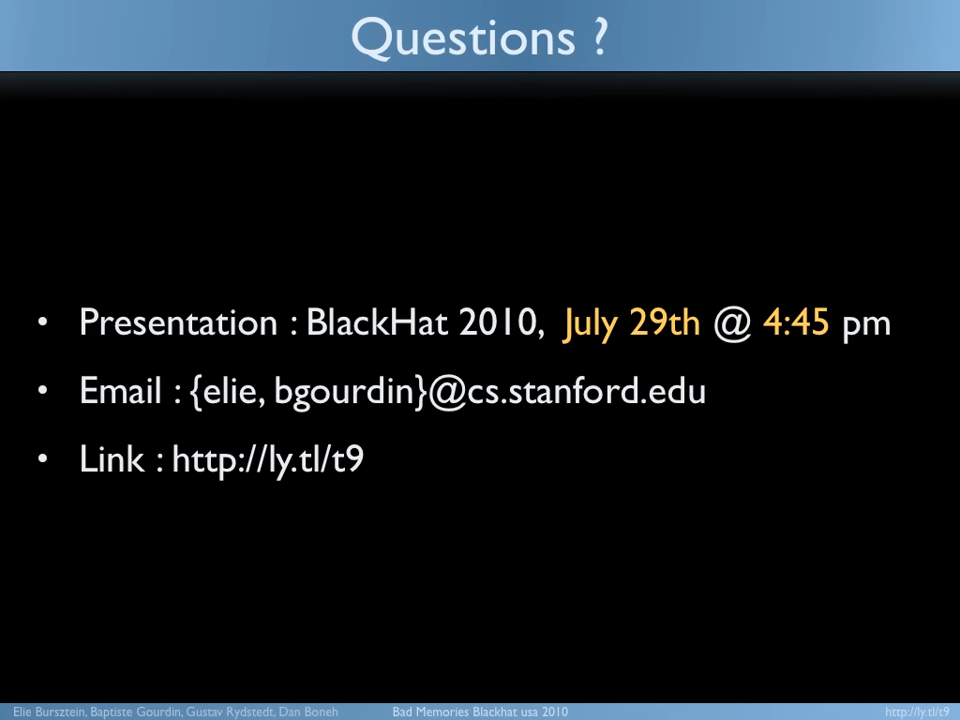 Questions ?
• Presentation : BlackHat 2010, July 29th @ 4:45 pm
• Email : {elie, bgourdin}@cs.stanford.edu
• Link : http://ly.tl/t9
Elie Bursztein, Baptiste Gourdin, Gustav Rydstedt, Dan Boneh Bad Memories Blackhat usa 2010 http://ly.tl/t9